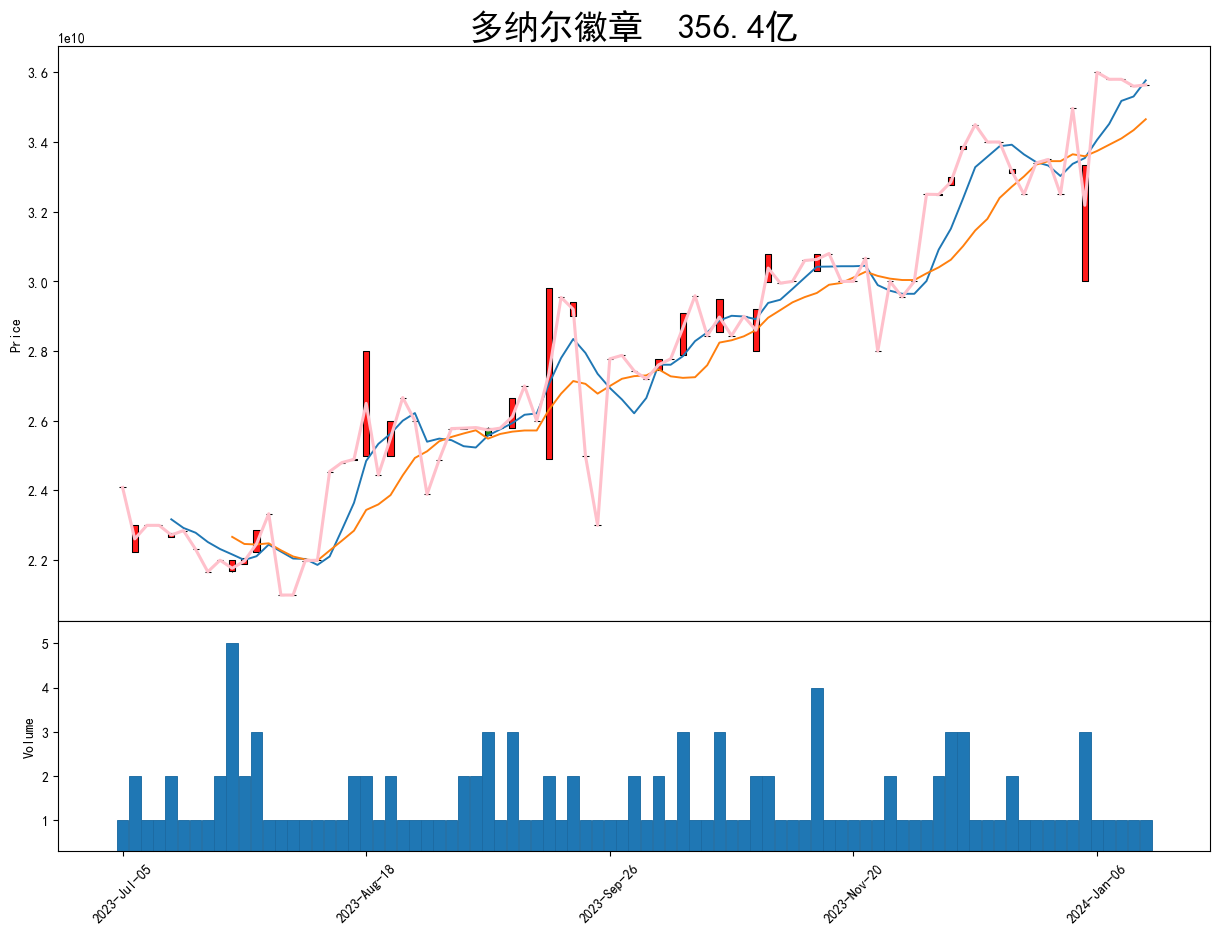 多纳尔徽章 356.4亿
1e10
3.6
3.4
3.2
3.0
2.8
2.6
2.4
2.2
Price
5
4
3
2
1
Volume
2023-Jul-05
2023-Aug-18
2023-Sep-26
2023-Nov-20
2024-Jan-06